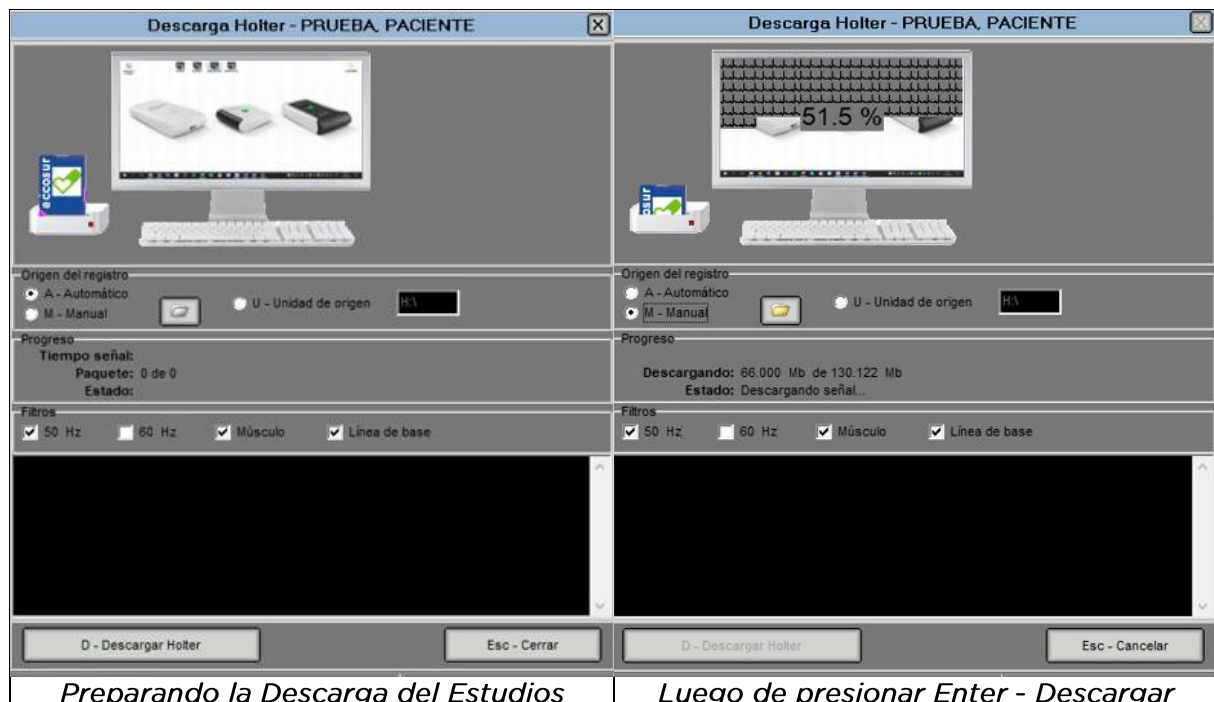 Descarga Holter - PRUEBA, PACIENTE
eccosur
Origen del registro
A - Automático
M - Manual
U - Unidad de origen
H:\
Progreso
Tiempo señal:
Paquete: 0 de 0
Estado:
Filtros
50 Hz
60 Hz
Músculo
Línea de base
D - Descargar Holter
Esc - Cerrar
Preparando la Descarga del Estudios
Descarga Holter - PRUEBA, PACIENTE
51.5 %
cosur
Origen del registro
A - Automático
M - Manual
U - Unidad de origen
H:\
Progreso
Descargando: 66.000 Mb de 130.122 Mb
Estado: Descargando señal...
Filtros
50 Hz
60 Hz
Músculo
Línea de base
D - Descargar Holter
Esc - Cancelar
Luego de presionar Enter - Descargar